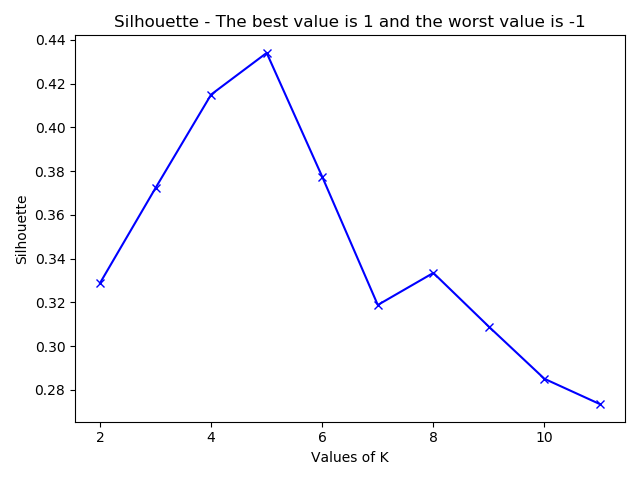 Silhouette - The best value is 1 and the worst value is -1
0.44
0.42
0.40
0.38
0.36
0.34
0.32
0.30
0.28
Silhouette
2 4 6 8 10
Values of K